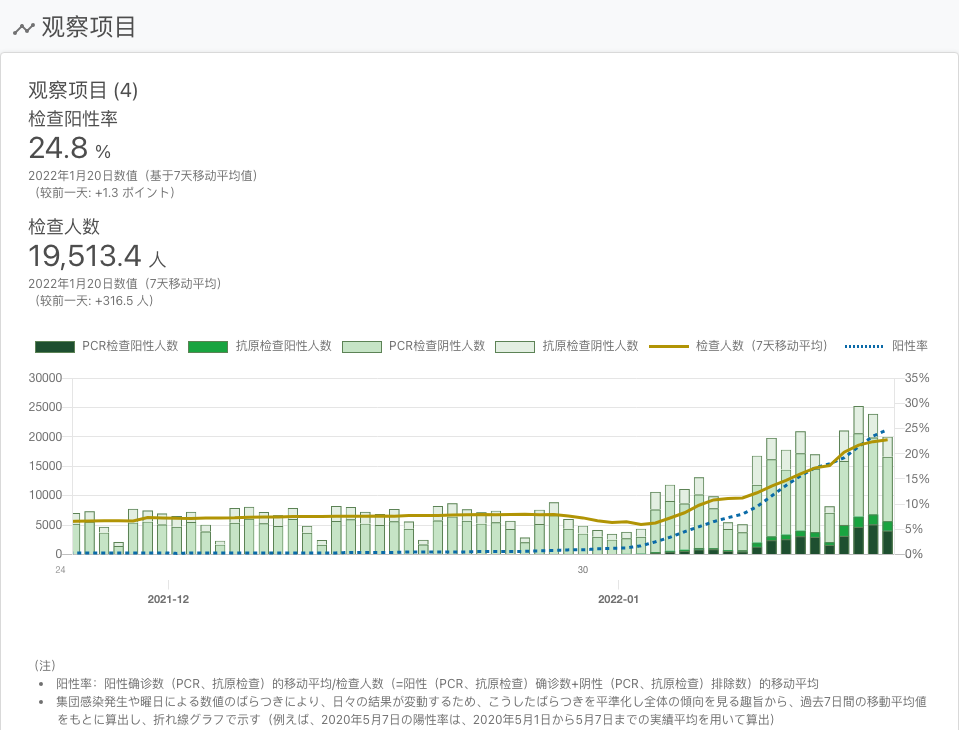 观察项目
观察项目 (4)
检查阳性率
24.8 %
2022年1月20日数值（基于7天移动平均值）
（较前一天: +1.3 ポイント）
检查人数
19,513.4 人
2022年1月20日数值（7天移动平均）
（较前一天: +316.5 人）
PCR检查阳性人数 抗原检查阳性人数 PCR检查阴性人数 抗原检查阴性人数 检查人数（7天移动平均） 阳性率
30000 35%
25000 30%
20000 25%
15000 20%
10000 15%
5000 10%
0 5%
0%
24 30
2021-12 2022-01
（注）
• 阳性率：阳性确诊数（PCR、抗原检查）的移动平均/检查人数（=阳性（PCR、抗原检查）确诊数+阴性（PCR、抗原检查）排除数）的移动平均
• 集団感染発生や曜日による数値のばらつきにより、日々の結果が変動するため、こうしたばらつきを平準化し全体の傾向を見る趣旨から、過去7日間の移動平均値
をもとに算出し、折れ線グラフで示す（例えば、2020年5月7日の陽性率は、2020年5月1日から5月7日までの実績平均を用いて算出）